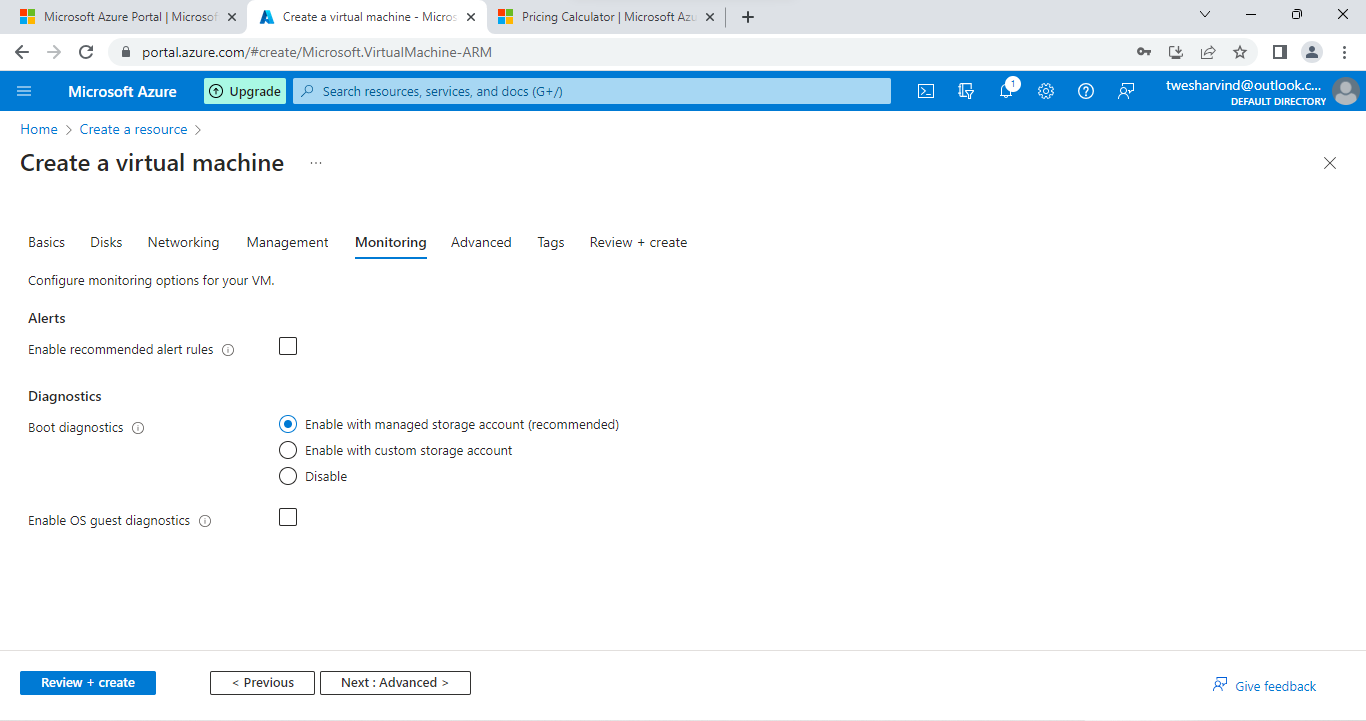 Microsoft Azure Portal | Microsof
Create a virtual machine - Micros
Pricing Calculator | Microsoft Azu
portal.azure.com/#create/Microsoft.VirtualMachine-ARM
Microsoft Azure
Upgrade
Search resources, services, and docs (G+/)
1
twesharvind@outlook.c...
DEFAULT DIRECTORY
Home > Create a resource >
Create a virtual machine ...
Basics Disks Networking Management Monitoring Advanced Tags Review + create
Configure monitoring options for your VM.
Alerts
Enable recommended alert rules
Diagnostics
Boot diagnostics
Enable with managed storage account (recommended)
Enable with custom storage account
Disable
Enable OS guest diagnostics
Review + create
< Previous
Next : Advanced >
Give feedback